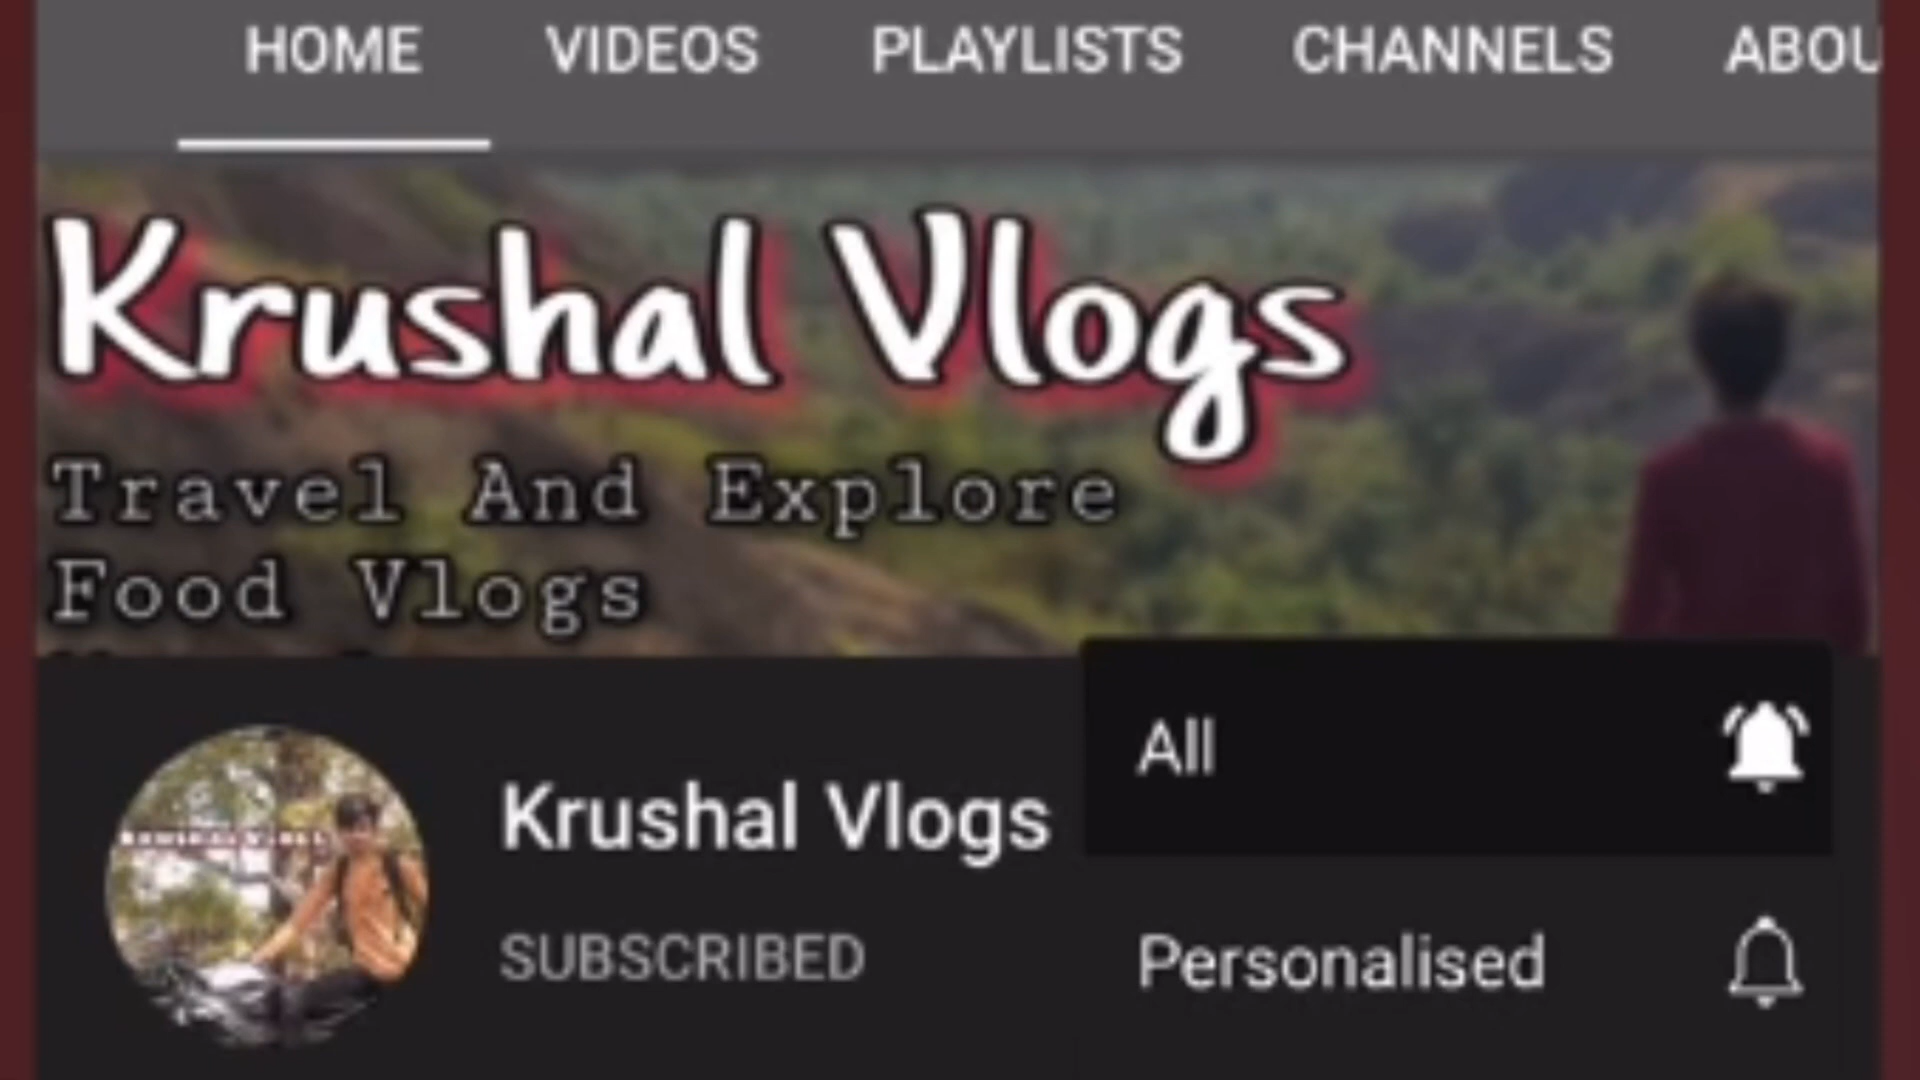 HOME VIDEOS PLAYLISTS CHANNELS ABOU
Krushal Vlogs
Travel And Explore
Food Vlogs
All
Krushal Vlogs
SUBSCRIBED
Personalised